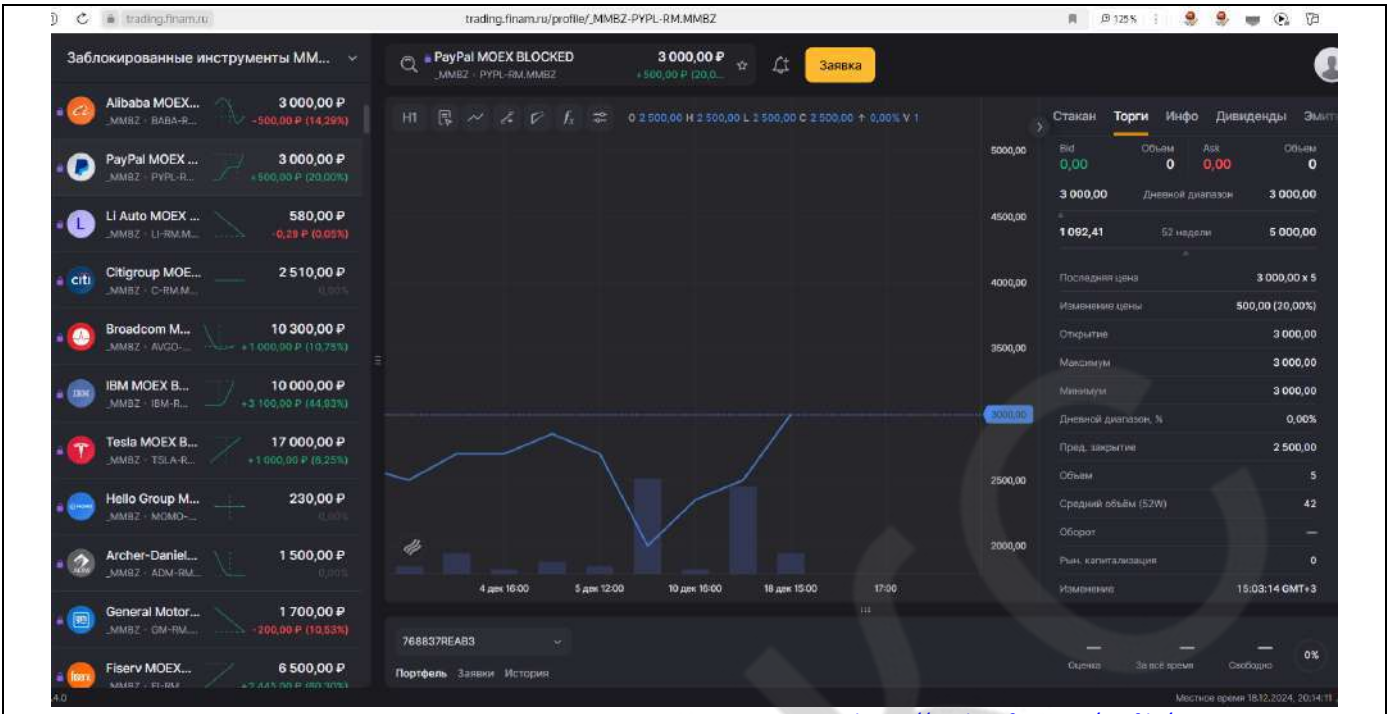 trading.finam.ru
trading.finam.ru/profile/_MMBZ-PYPL-RM.MMBZ
125 %
Заблокированные инструменты ММ...
PayPal MOEX BLOCKED 3 000,00 ₽
_MMBZ · PYPL-RM.MMBZ +500,00 ₽ (20,0...
Заявка
Alibaba MOEX... 3 000,00 ₽
_MMBZ · BABA-R... -500,00 ₽ (14,29%)
PayPal MOEX ... 3 000,00 ₽
_MMBZ · PYPL-R... +500,00 ₽ (20,00%)
Li Auto MOEX ... 580,00 ₽
_MMBZ · LI-RM.M... -0,29 ₽ (0,05%)
Citigroup MOE... 2 510,00 ₽
_MMBZ · C-RM.M... 0,00%
Broadcom M... 10 300,00 ₽
_MMBZ · AVGO-... +1 000,00 ₽ (10,75%)
IBM MOEX B... 10 000,00 ₽
_MMBZ · IBM-R... +3 100,00 ₽ (44,93%)
Tesla MOEX B... 17 000,00 ₽
_MMBZ · TSLA-R... +1 000,00 ₽ (6,25%)
Hello Group M... 230,00 ₽
_MMBZ · MOMO-... 0,00%
Archer-Daniel... 1 500,00 ₽
_MMBZ · ADM-RM... 0,00%
General Motor... 1 700,00 ₽
_MMBZ · GM-RM.... -200,00 ₽ (10,53%)
Fiserv MOEX... 6 500,00 ₽
_MMBZ · FI-RM
H1
O 2 500,00 H 2 500,00 L 2 500,00 C 2 500,00 ↑ 0,00% V 1
5000,00
4500,00
4000,00
3500,00
3000,00
2500,00
2000,00
4 дек 16:00 5 дек 12:00 10 дек 16:00 18 дек 15:00 17:00
768837REAB3
Портфель Заявки История
Стакан Торги Инфо Дивиденды Эмит
Bid Объем Ask Объем
0,00 0 0,00 0
3 000,00 Дневной диапазон 3 000,00
1 092,41 52 недели 5 000,00
Последняя цена 3 000,00 x 5
Изменение цены 500,00 (20,00%)
Открытие 3 000,00
Максимум 3 000,00
Минимум 3 000,00
Дневной диапазон, % 0,00%
Пред. закрытие 2 500,00
Объем 5
Средний объём (52W) 42
Оборот —
Рын. капитализация 0
Изменение 15:03:14 GMT+3
— — — 0%
Оценка За всё время Свободно
4.0
Местное время 18.12.2024, 20:14:11